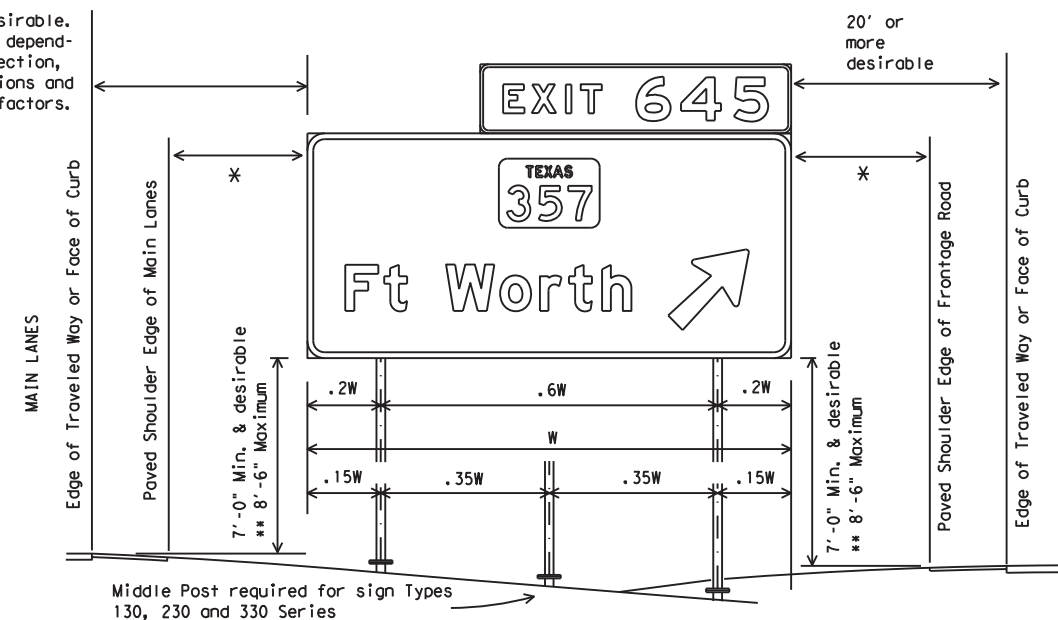 sirable.
depend-
ection,
ions and
factors.
20' or
more
desirable
EXIT 645
TEXAS
357
Ft Worth
*
*
MAIN LANES
Edge of Traveled Way or Face of Curb
Paved Shoulder Edge of Main Lanes
7'-0" Min. & desirable
** 8'-6" Maximum
.2W
.6W
.2W
W
.15W
.35W
.35W
.15W
7'-0" Min. & desirable
** 8'-6" Maximum
Paved Shoulder Edge of Frontage Road
Edge of Traveled Way or Face of Curb
Middle Post required for sign Types
130, 230 and 330 Series